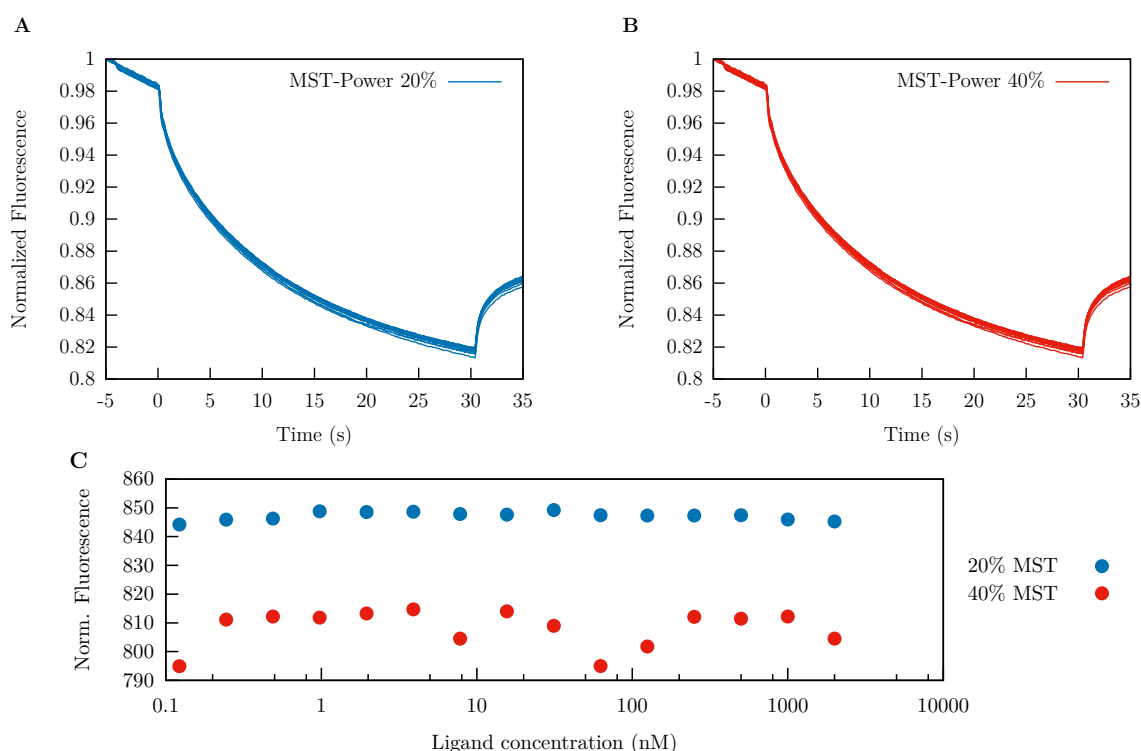 A
B
1
0.98
0.96
0.94
0.92
0.9
0.88
0.86
0.84
0.82
0.8
Normalized Fluorescence
MST-Power 20%
-5 0 5 10 15 20 25 30 35
Time (s)
1
0.98
0.96
0.94
0.92
0.9
0.88
0.86
0.84
0.82
0.8
Normalized Fluorescence
MST-Power 40%
-5 0 5 10 15 20 25 30 35
Time (s)
C
860
850
840
830
820
810
800
790
Norm. Fluorescence
0.1 1 10 100 1000 10000
Ligand concentration (nM)
20% MST
40% MST